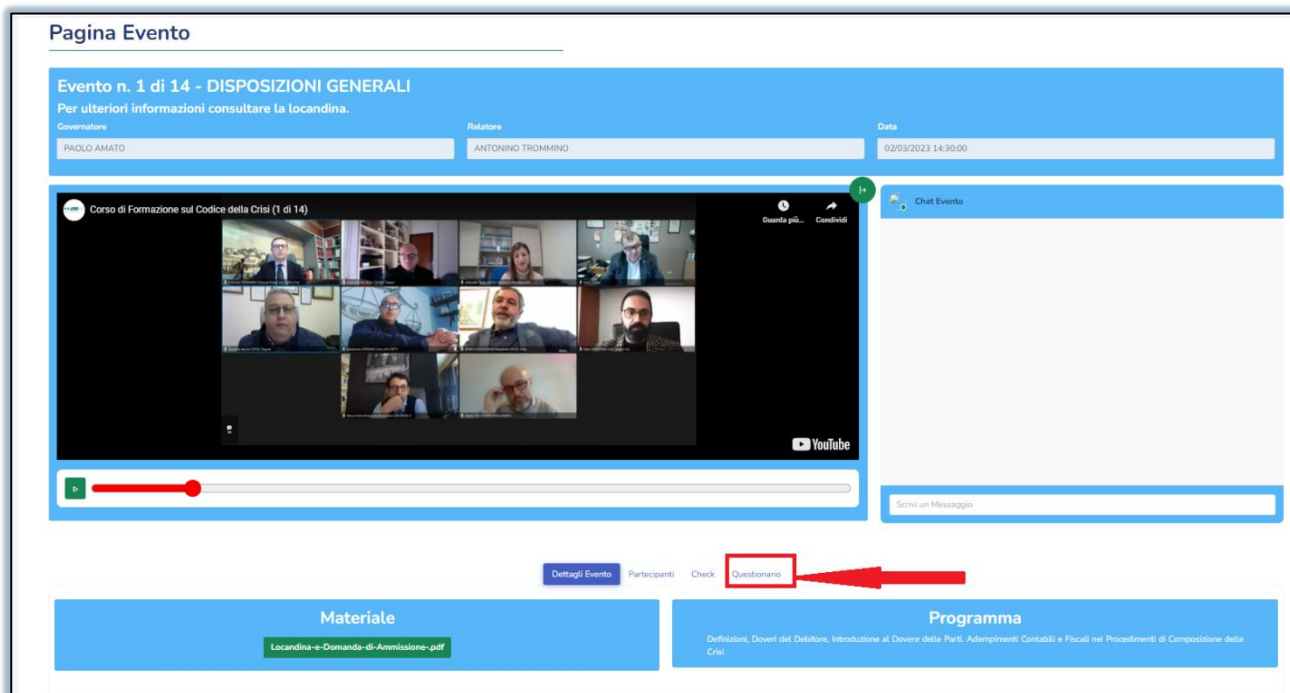 Pagina Evento
Evento n. 1 di 14 - DISPOSIZIONI GENERALI
Per ulteriori informazioni consultare la locandina.
Governatore
Relatore
Data
PAOLO AMATO
ANTONINO TROMMINO
02/03/2023 14:30:00
Corso di Formazione sul Codice della Crisi (1 di 14)
Guarda più...
Condividi
YouTube
Chat Evento
Scrivi un Messaggio
Dettagli Evento
Partecipanti
Check
Questionario
Materiale
Locandina-e-Domanda-di-Ammissione-.pdf
Programma
Definizioni, Doveri del Debitore, Introduzione al Dovere delle Parti. Adempimenti Contabili e Fiscali nei Procedimenti di Composizione delle
Crisi